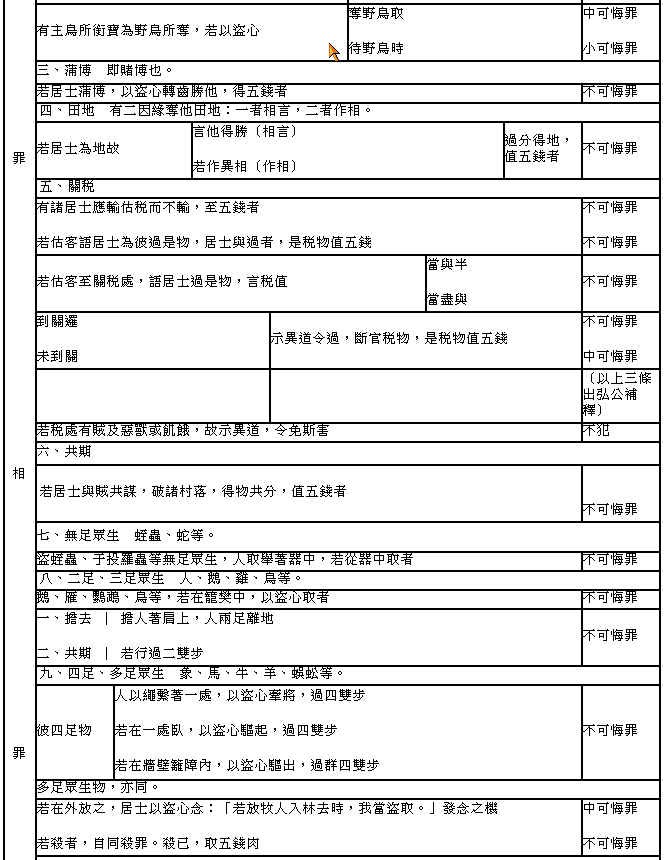 有主鳥所銜寶為野鳥所奪，若以盜心
奪野鳥取
中可悔罪
待野鳥時
小可悔罪
三、蒲博　即賭博也。
若居士蒲博，以盜心轉齒勝他，得五錢者
不可悔罪
四、田地　有二因緣奪他田地：一者相言，二者作相。
罪
若居士為地故
言他得勝〔相言〕
若作異相〔作相〕
過分得地，
值五錢者
不可悔罪
五、關稅
有諸居士應輸估稅而不輸，至五錢者
不可悔罪
若估客語居士為彼過是物，居士與過者，是稅物值五錢
不可悔罪
若估客至關稅處，語居士過是物，言稅值
當與半
當盡與
不可悔罪
到關邏
未到關
示異道令過，斷官稅物，是稅物值五錢
不可悔罪
中可悔罪
〔以上三條
出弘公補
釋〕
若稅處有賊及惡獸或飢餓，故示異道，令免斯害
不犯
六、共期
相
若居士與賊共謀，破諸村落，得物共分，值五錢者
不可悔罪
七、無足眾生　蛭蟲、蛇等。
盜蛭蟲、于投羅蟲等無足眾生，人取舉著器中，若從器中取者
不可悔罪
八、二足、三足眾生　人、鵝、雞、鳥等。
鵝、雁、鸚鵡、鳥等，若在籠樊中，以盜心取者
不可悔罪
一、擔去 | 擔人著肩上，人兩足離地
二、共期 | 若行過二雙步
不可悔罪
九、四足、多足眾生　象、馬、牛、羊、蜈蚣等。
罪
彼四足物
人以繩繫著一處，以盜心牽將，過四雙步
若在一處臥，以盜心驅起，過四雙步
若在牆壁籬障內，以盜心驅出，過群四雙步
不可悔罪
多足眾生物，亦同。
若在外放之，居士以盜心念：「若放牧人入林去時，我當盜取。」發念之機
中可悔罪
若殺者，自同殺罪。殺已，取五錢肉
不可悔罪